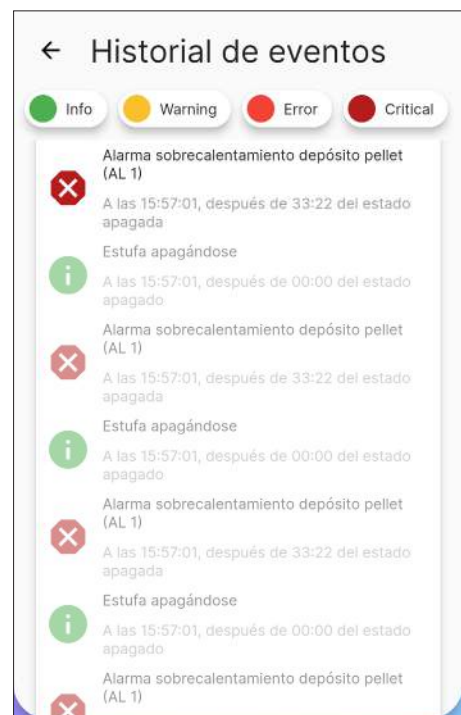 Historial de eventos
Info
Warning
Error
Critical
Alarma sobrecalentamiento depósito pellet
(AL 1)
A las 15:57:01, después de 33:22 del estado
apagada
Estufa apagándose
A las 15:57:01, después de 00:00 del estado
apagado
Alarma sobrecalentamiento depósito pellet
(AL 1)
A las 15:57:01, después de 33:22 del estado
apagada
Estufa apagándose
A las 15:57:01, después de 00:00 del estado
apagado
Alarma sobrecalentamiento depósito pellet
(AL 1)
A las 15:57:01, después de 33:22 del estado
apagada
Estufa apagándose
A las 15:57:01, después de 00:00 del estado
apagado
Alarma sobrecalentamiento depósito pellet
(AL 1)